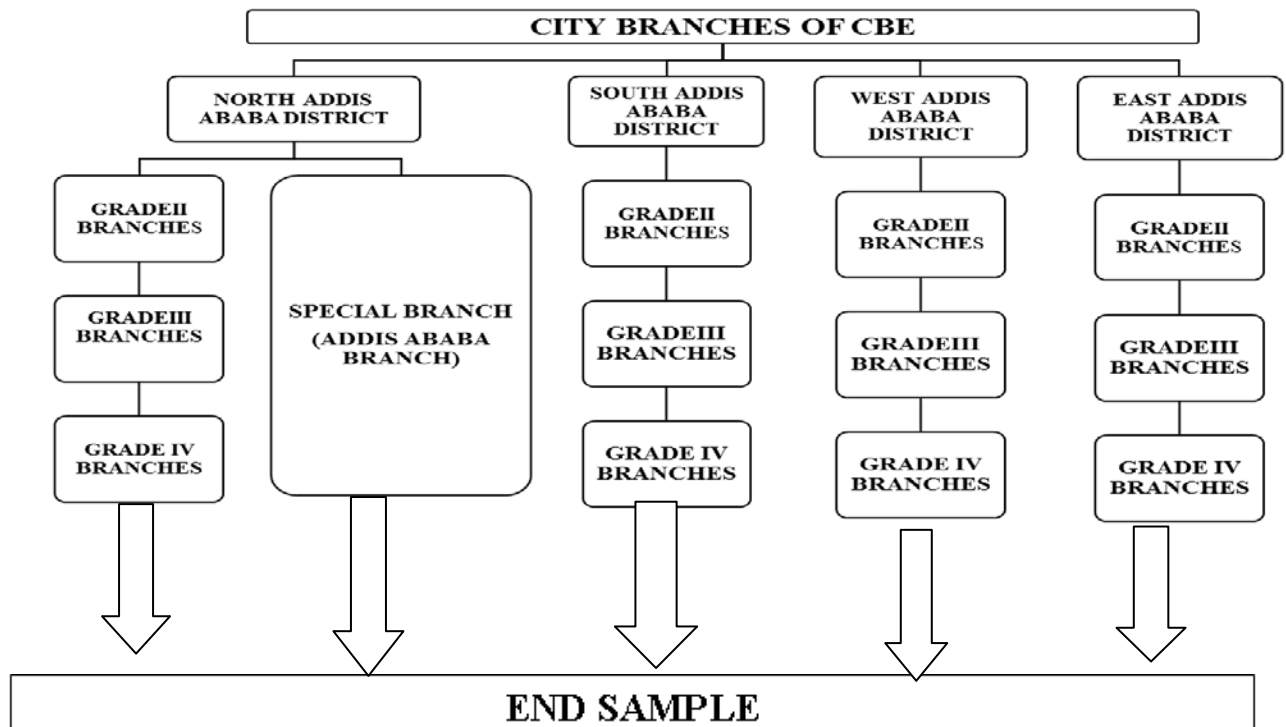 CITY BRANCHES OF CBE
NORTH ADDIS
ABABA DISTRICT
SOUTH ADDIS
ABABA
DISTRICT
WEST ADDIS
ABABA
DISTRICT
EAST ADDIS
ABABA
DISTRICT
GRADEII
BRANCHES
GRADEIII
BRANCHES
GRADE IV
BRANCHES
SPECIAL BRANCH
(ADDIS ABABA
BRANCH)
GRADEII
BRANCHES
GRADEIII
BRANCHES
GRADE IV
BRANCHES
GRADEII
BRANCHES
GRADEIII
BRANCHES
GRADE IV
BRANCHES
GRADEII
BRANCHES
GRADEIII
BRANCHES
GRADE IV
BRANCHES
END SAMPLE